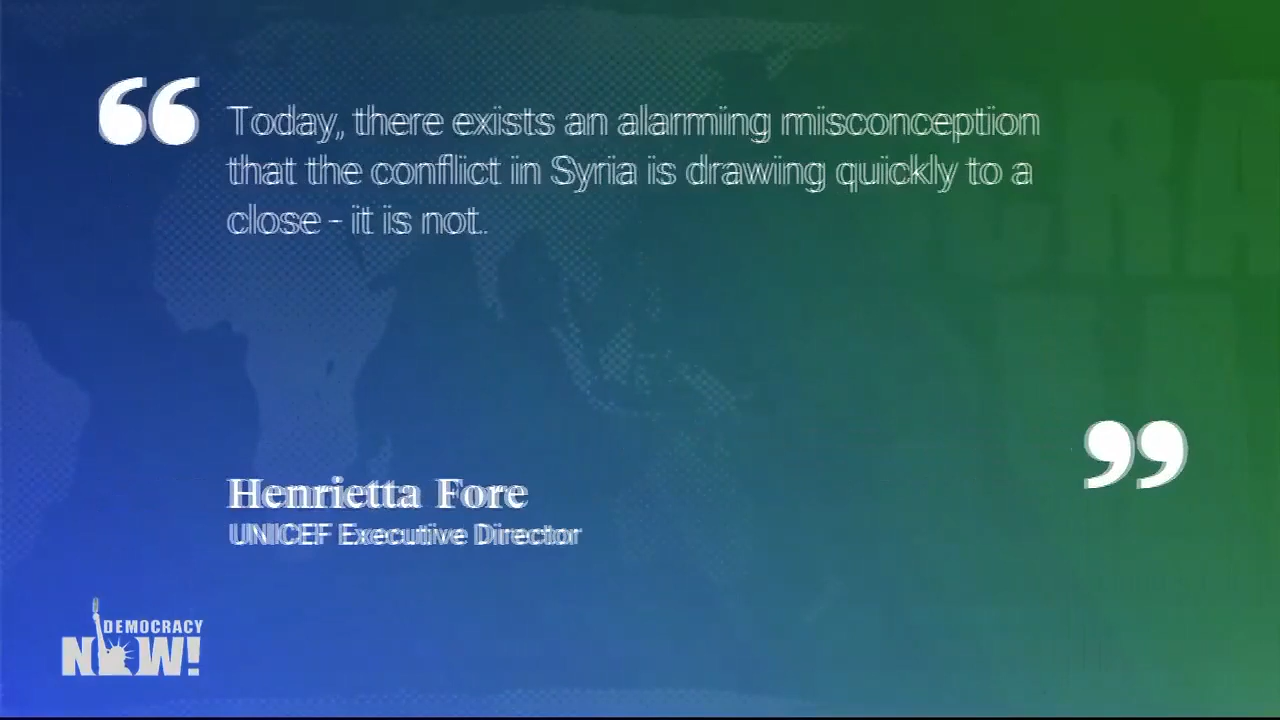 “ Today, there exists an alarming misconception
that the conflict in Syria is drawing quickly to a
close - it is not. ”
Henrietta Fore
UNICEF Executive Director
DEMOCRACY
NOW!